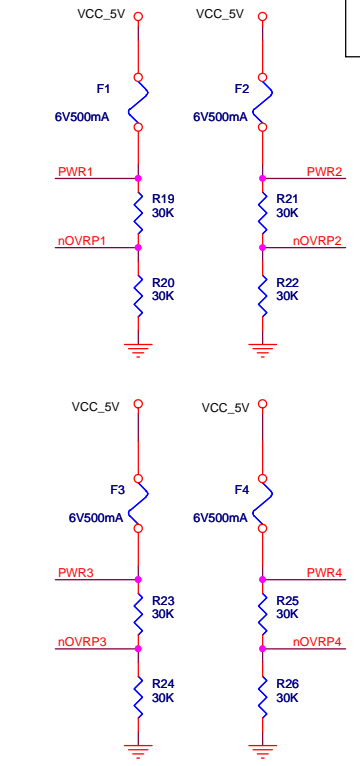 VCC_5V VCC_5V
F1 F2
6V500mA 6V500mA
PWR1 PWR2
R19 R21
30K 30K
nOVRP1 nOVRP2
R20 R22
30K 30K
VCC_5V VCC_5V
F3 F4
6V500mA 6V500mA
PWR3 PWR4
R23 R25
30K 30K
nOVRP3 nOVRP4
R24 R26
30K 30K